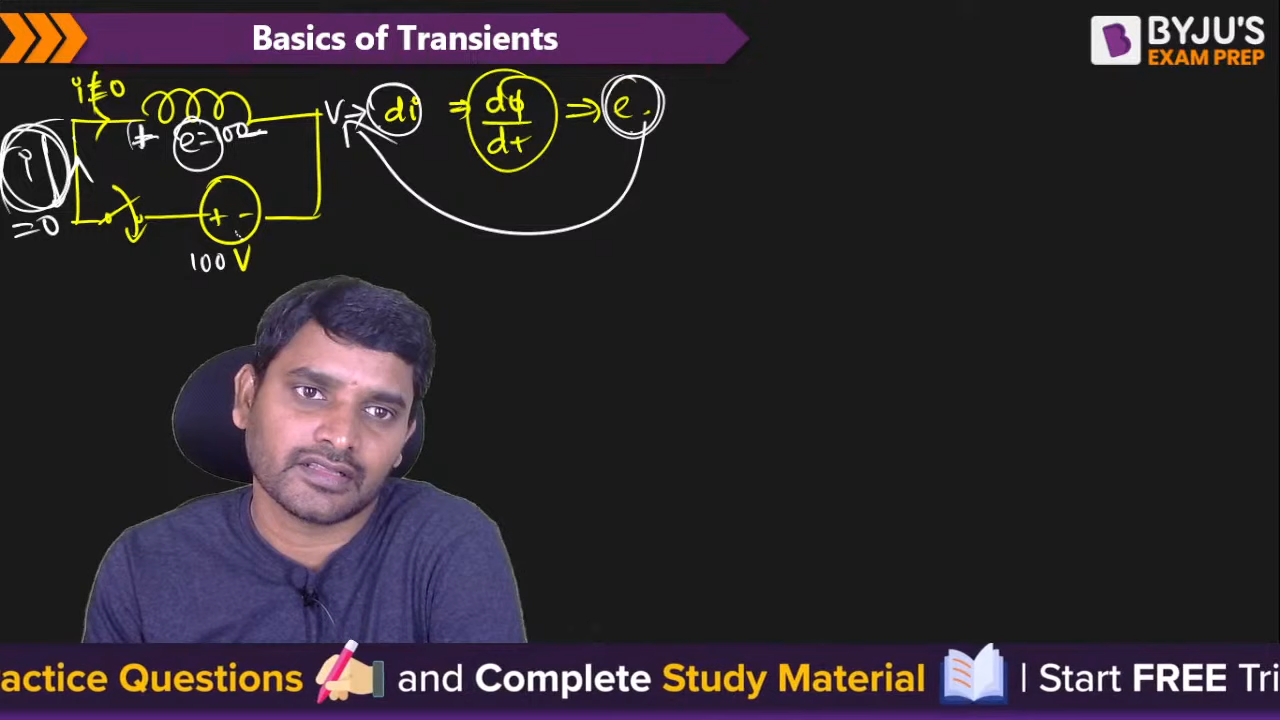 Basics of Transients
BYJU'S
EXAM PREP
V ⇒ di ⇒ dφ/dt ⇒ e.
+ e=100 -
i
=0
+ -
100 V
actice Questions and Complete Study Material | Start FREE Tri